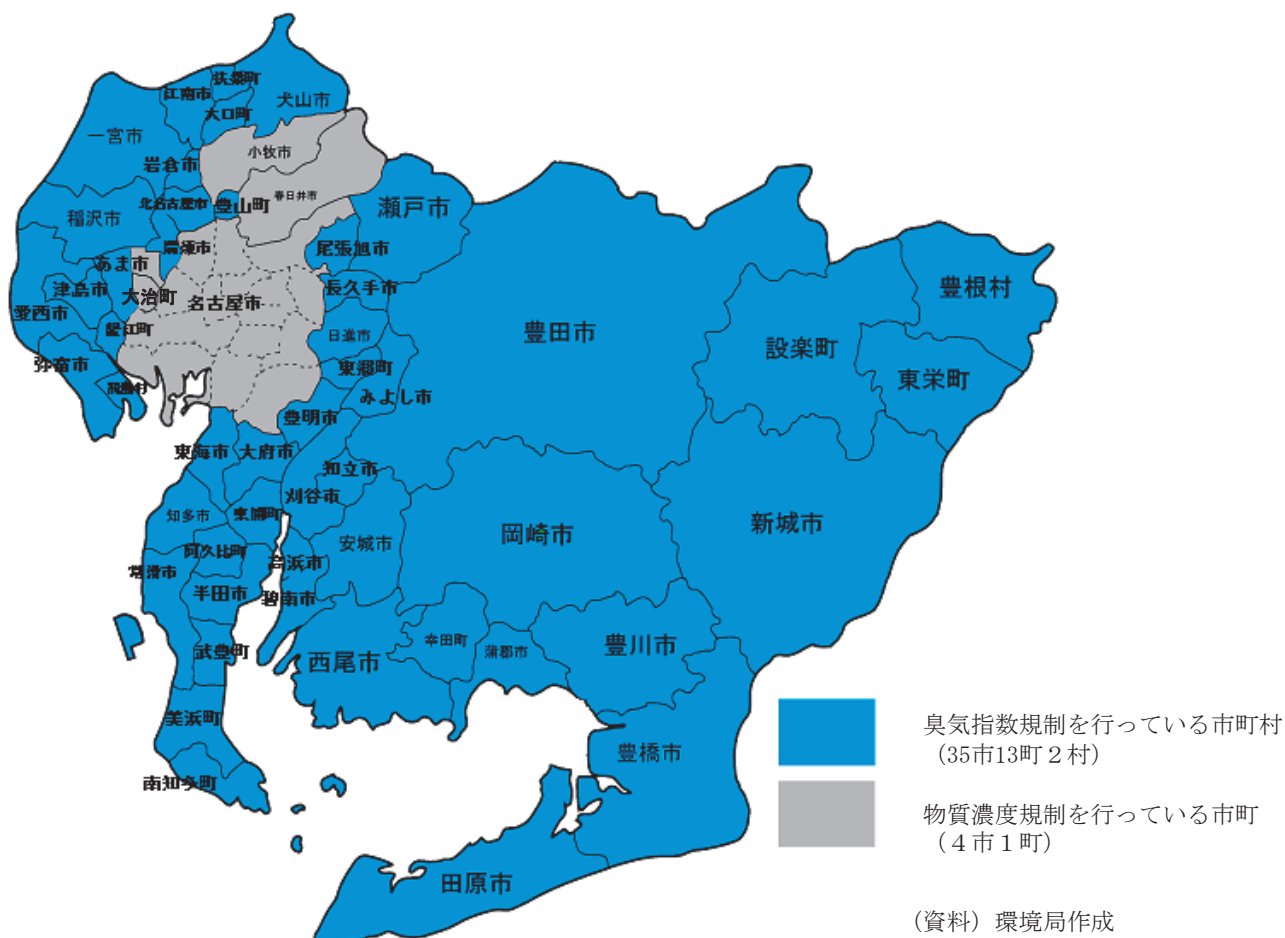 扶桑町
江南市
犬山市
大口町
一宮市
小牧市
岩倉市
春日井市
北名古屋市
豊山町
瀬戸市
稲沢市
清須市
尾張旭市
あま市
津島市
大治町
名古屋市
長久手市
豊根村
愛西市
蟹江町
日進市
豊田市
設楽町
弥富市
飛島村
東郷町
東栄町
みよし市
豊明市
東海市
大府市
知立市
刈谷市
知多市
東浦町
安城市
岡崎市
新城市
阿久比町
高浜市
常滑市
半田市
碧南市
武豊町
西尾市
幸田町
蒲郡市
豊川市
美浜町
豊橋市
南知多町
田原市
臭気指数規制を行っている市町村
(35市13町2村)
物質濃度規制を行っている市町
(4市1町)
(資料) 環境局作成